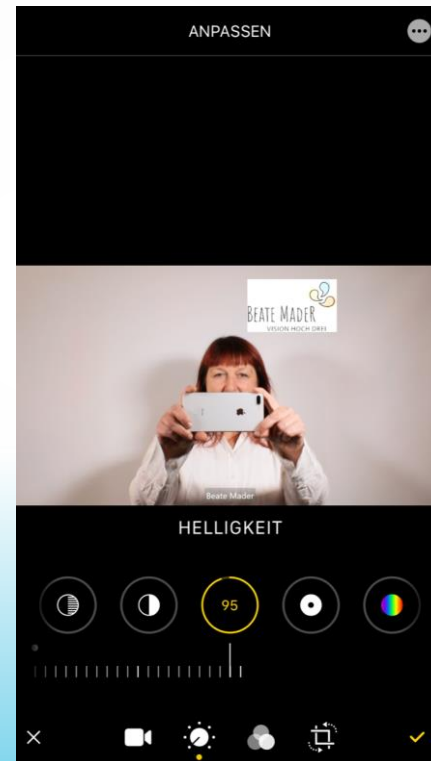 ANPASSEN
BEATE MADER
VISION HOCH DREI
Beate Mader
HELLIGKEIT
95